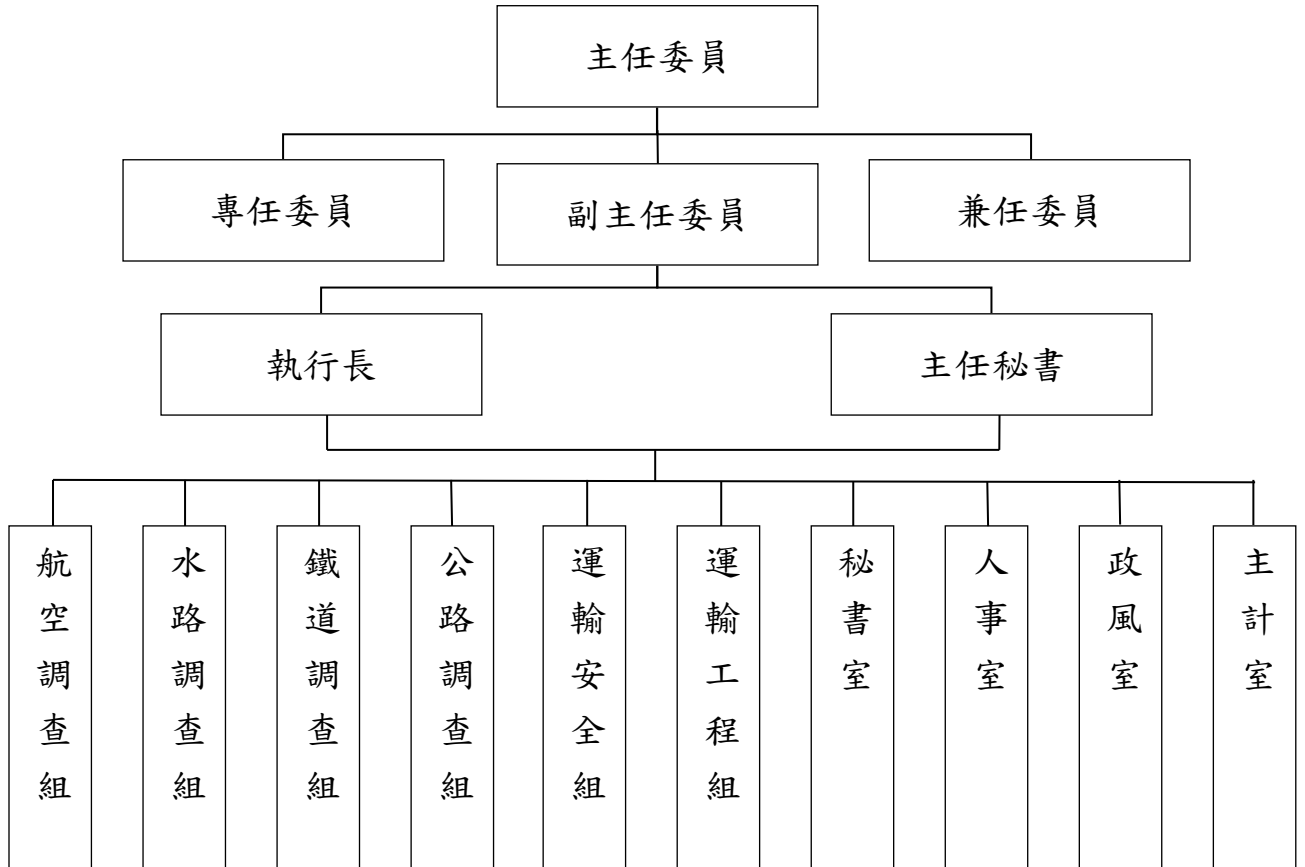 主任委員
專任委員
副主任委員
兼任委員
執行長
主任秘書
航空調查組
水路調查組
鐵道調查組
公路調查組
運輸安全組
運輸工程組
秘書室
人事室
政風室
主計室